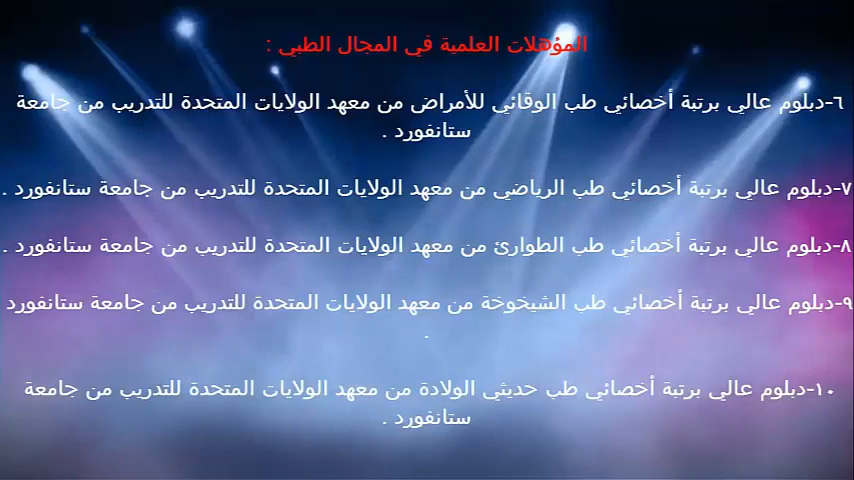 المؤهلات العلمية في المجال الطبي :
٦-دبلوم عالي برتبة أخصائي طب الوقائي للأمراض من معهد الولايات المتحدة للتدريب من جامعة
ستانفورد .
٧-دبلوم عالي برتبة أخصائي طب الرياضي من معهد الولايات المتحدة للتدريب من جامعة ستانفورد .
٨-دبلوم عالي برتبة أخصائي طب الطوارئ من معهد الولايات المتحدة للتدريب من جامعة ستانفورد .
٩-دبلوم عالي برتبة أخصائي طب الشيخوخة من معهد الولايات المتحدة للتدريب من جامعة ستانفورد
.
١٠-دبلوم عالي برتبة أخصائي طب حديثي الولادة من معهد الولايات المتحدة للتدريب من جامعة
ستانفورد .